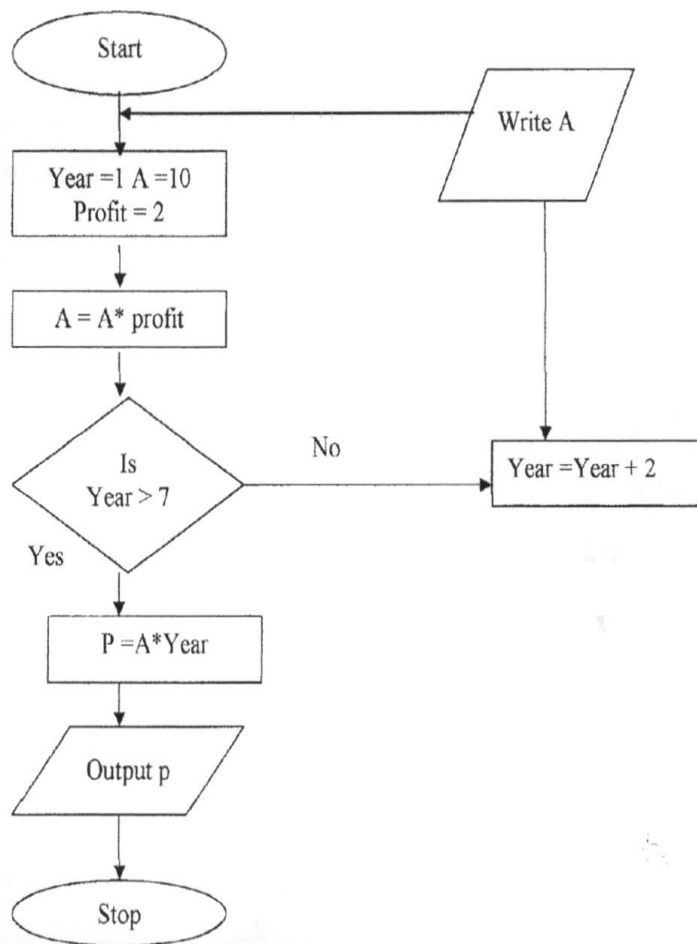 Start
Write A
Year =1 A =10
Profit = 2
A = A* profit
Is
Year > 7
No
Year =Year + 2
Yes
P =A*Year
Output p
Stop